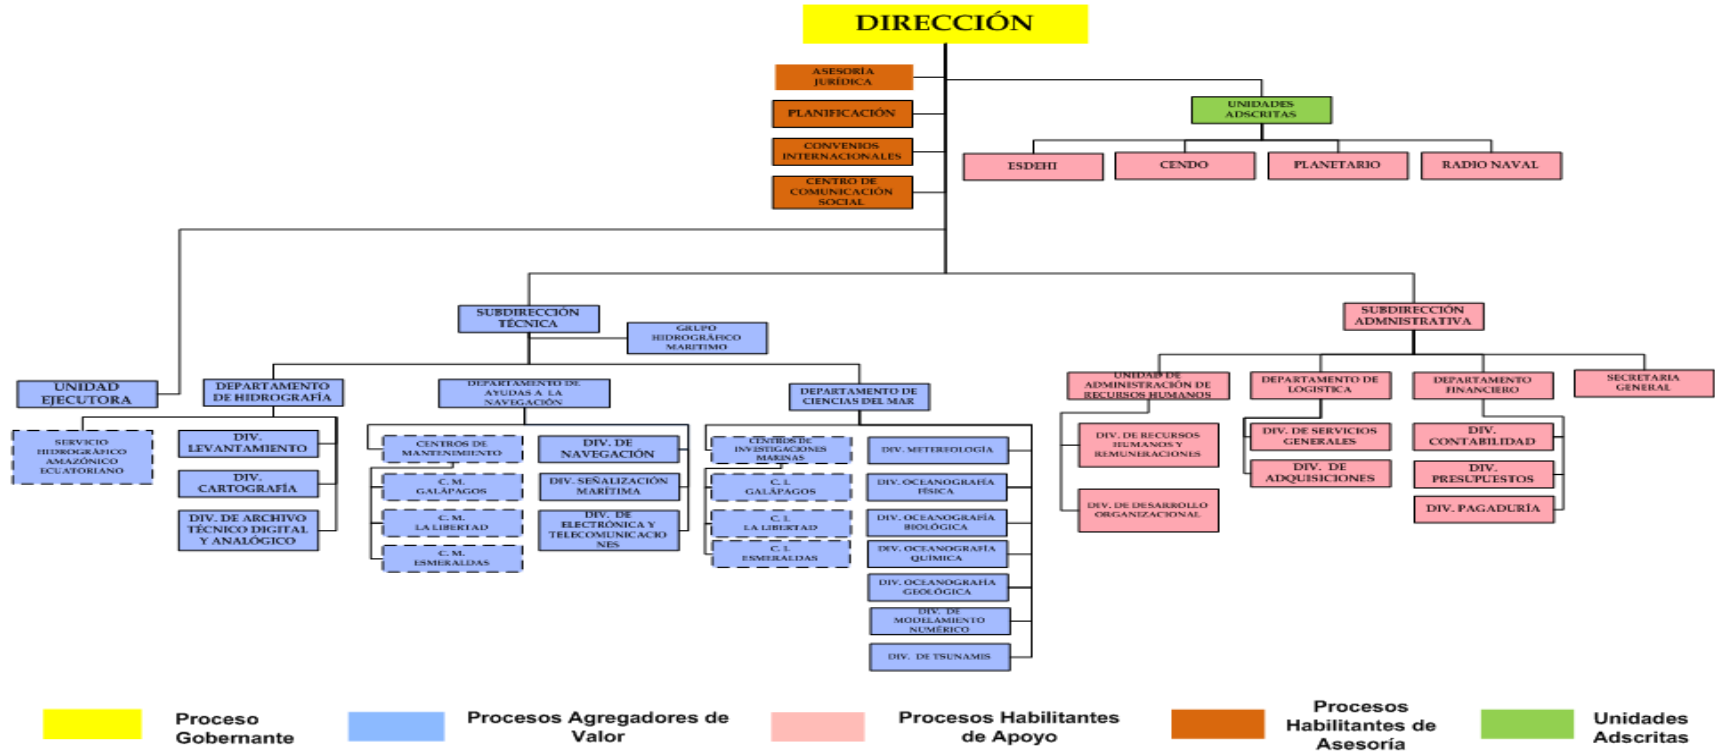 DIRECCIÓN
ASESORÍA
JURÍDICA
PLANIFICACIÓN
CONVENIOS
INTERNACIONALES
CENTRO DE
COMUNICACIÓN
SOCIAL
UNIDADES
ADSCRITAS
ESDEHI
CENDO
PLANETARIO
RADIO NAVAL
SUBDIRECCIÓN
TÉCNICA
GRUPO
HIDROGRÁFICO
MARITIMO
SUBDIRECCIÓN
ADMNISTRATIVA
UNIDAD
EJECUTORA
SERVICIO
HIDROGRÁFICO
AMAZÓNICO
ECUATORIANO
DEPARTAMENTO
DE HIDROGRAFÍA
DIV.
LEVANTAMIENTO
DIV.
CARTOGRAFÍA
DIV. DE ARCHIVO
TÉCNICO DIGITAL
Y ANALÓGICO
DEPARTAMENTO DE
AYUDAS A LA
NAVEGACIÓN
CENTROS DE
MANTENIMIENTO
C. M.
GALÁPAGOS
C. M.
LA LIBERTAD
C. M.
ESMERALDAS
DIV. DE
NAVEGACIÓN
DIV. SEÑALIZACIÓN
MARÍTIMA
DIV. DE
ELECTRÓNICA Y
TELECOMUNICACIO
NES
DEPARTAMENTO DE
CIENCIAS DEL MAR
CENTROS DE
INVESTIGACIONES
MARINAS
C. I.
GALÁPAGOS
C. I.
LA LIBERTAD
C. I.
ESMERALDAS
DIV. METEREOLOGÍA
DIV. OCEANOGRAFÍA
FÍSICA
DIV. OCEANOGRAFÍA
BIOLÓGICA
DIV. OCEANOGRAFÍA
QUÍMICA
DIV. OCEANOGRAFÍA
GEOLÓGICA
DIV. DE
MODELAMIENTO
NUMÉRICO
DIV. DE TSUNAMIS
UNIDAD DE
ADMINISTRACIÓN DE
RECURSOS HUMANOS
DIV. DE RECURSOS
HUMANOS Y
REMUNERACIONES
DIV. DE DESARROLLO
ORGANIZACIONAL
DEPARTAMENTO DE
LOGISTICA
DIV. DE SERVICIOS
GENERALES
DIV. DE
ADQUISICIONES
DEPARTAMENTO
FINANCIERO
DIV.
CONTABILIDAD
DIV.
PRESUPUESTOS
DIV. PAGADURÍA
SECRETARIA
GENERAL
Proceso
Gobernante
Procesos Agregadores de
Valor
Procesos Habilitantes
de Apoyo
Procesos
Habilitantes de
Asesoría
Unidades
Adscritas